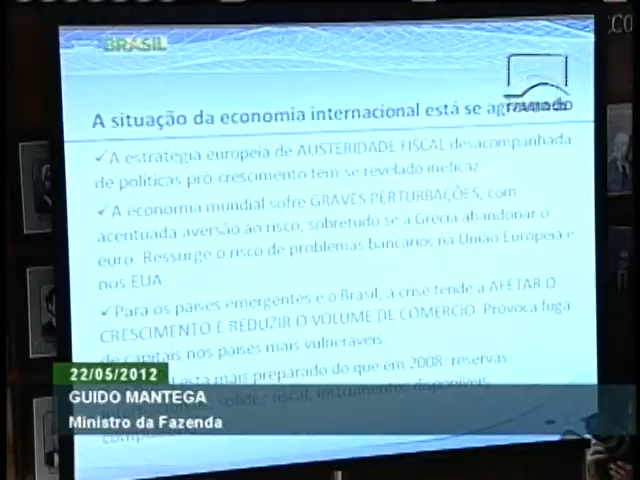 BRASIL
A situação da economia internacional está se agravando
✓A estratégia europeia de AUSTERIDADE FISCAL desacompanhada
de políticas pró crescimento têm se revelado ineficaz
✓A economia mundial sofre GRAVES PERTURBAÇÕES, com
acentuada aversão ao risco, sobretudo se a Grécia abandonar o
euro. Ressurge o risco de problemas bancários na União Europeia e
nos EUA.
✓Para os países emergentes e o Brasil, a crise tende a AFETAR O
CRESCIMENTO E REDUZIR O VOLUME DE COMÉRCIO. Provoca fuga
de capitais nos países mais vulneráveis.
está mais preparado do que em 2008: reservas
solidez fiscal, instrumentos disponíveis
22/05/2012
GUIDO MANTEGA
Ministro da Fazenda